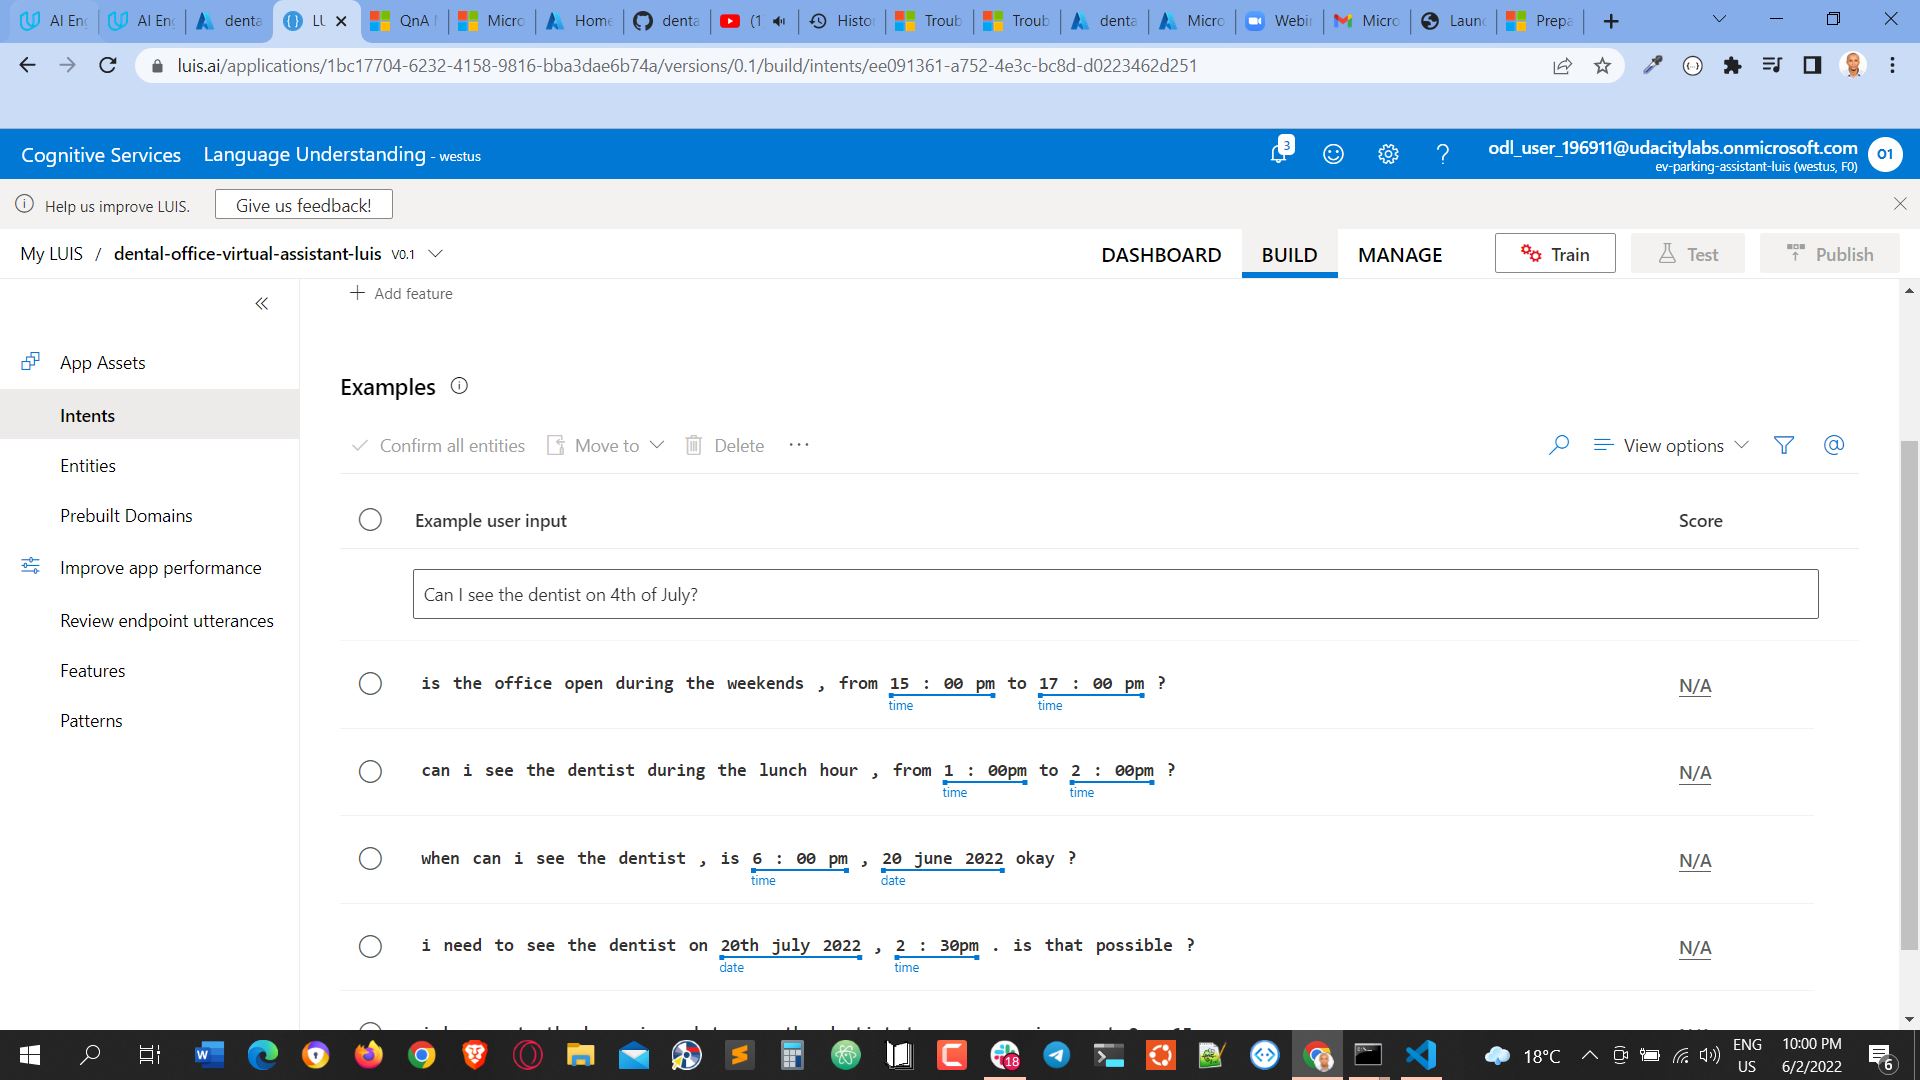 AI Eng
AI Eng
denta
LU
QnA M
Micro
Home
denta
(1
Histor
Troub
Troub
denta
Micro
Webin
Micro
Launc
Prepa
luis.ai/applications/1bc17704-6232-4158-9816-bba3dae6b74a/versions/0.1/build/intents/ee091361-a752-4e3c-bc8d-d0223462d251
Cognitive Services Language Understanding - westus
3
odl_user_196911@udacitylabs.onmicrosoft.com
ev-parking-assistant-luis (westus, F0)
O1
Help us improve LUIS. Give us feedback!
My LUIS / dental-office-virtual-assistant-luis V0.1
DASHBOARD BUILD MANAGE Train Test Publish
Add feature
App Assets
Intents
Entities
Prebuilt Domains
Improve app performance
Review endpoint utterances
Features
Patterns
Examples
Confirm all entities Move to Delete ··· View options
Example user input Score
Can I see the dentist on 4th of July?
is the office open during the weekends , from 15 : 00 pm to 17 : 00 pm ? N/A
time time
can i see the dentist during the lunch hour , from 1 : 00pm to 2 : 00pm ? N/A
time time
when can i see the dentist , is 6 : 00 pm , 20 june 2022 okay ? N/A
time date
i need to see the dentist on 20th july 2022 , 2 : 30pm . is that possible ? N/A
date time
18
18°C
ENG
US
10:00 PM
6/2/2022
6